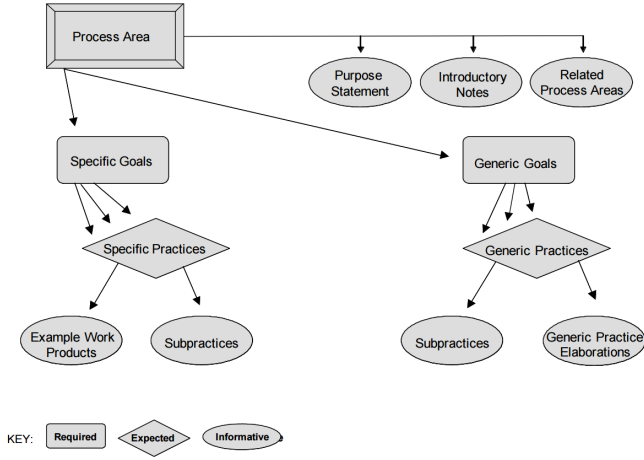 Process Area
Purpose
Statement
Introductory
Notes
Related
Process Areas
Specific Goals
Generic Goals
Specific Practices
Generic Practices
Example Work
Products
Subpractices
Subpractices
Generic Practice
Elaborations
KEY:
Required
Expected
Informative